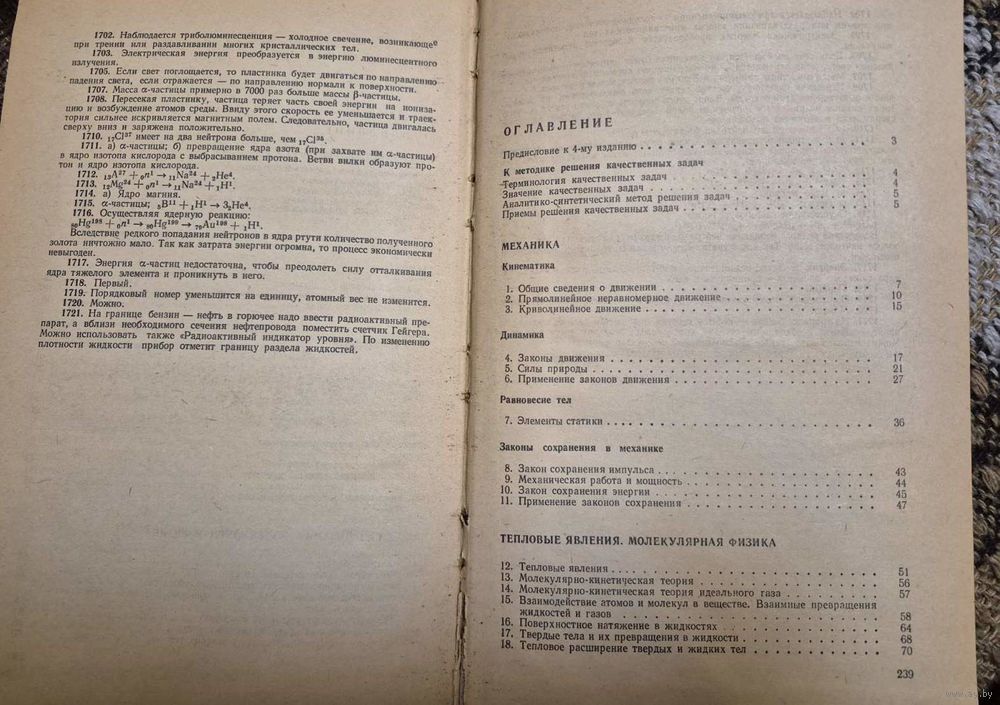 1702. Наблюдается триболюминесценция — холодное свечение, возникающее
при трении или раздавливании многих кристаллических тел.
1703. Электрическая энергия преобразуется в энергию люминесцентного
излучения.
1705. Если свет поглощается, то пластинка будет двигаться по направлению
падения света, если отражается — по направлению нормали к поверхности.
1707. Масса α-частицы примерно в 7000 раз больше массы β-частицы.
1708. Пересекая пластинку, частица теряет часть своей энергии на иониза-
цию и возбуждение атомов среды. Ввиду этого скорость ее уменьшается и траек-
тория сильнее искривляется магнитным полем. Следовательно, частица двигалась
сверху вниз и заряжена положительно.
1710. ₁₇Cl³⁷ имеет на два нейтрона больше, чем ₁₇Cl³⁵.
1711. а) α-частицы; б) превращение ядра азота (при захвате им α-частицы)
в ядро изотопа кислорода с выбрасыванием протона. Ветви вилки образуют про-
тон и ядро изотопа кислорода.
1712. ₁₃Al²⁷ + ₀n¹ → ₁₁Na²⁴ + ₂He⁴.
1713. ₁₂Mg²⁴ + ₀n¹ → ₁₁Na²⁴ + ₁H¹.
1714. а) Ядро магния.
1715. α-частицы; ₅B¹¹ + ₁H¹ → 3₂He⁴.
1716. Осуществляя ядерную реакцию:
₈₀Hg¹⁹⁸ + ₀n¹ → ₈₀Hg¹⁹⁹ → ₇₉Au¹⁹⁸ + ₁H¹.
Вследствие редкого попадания нейтронов в ядра ртути количество полученного
золота ничтожно мало. Так как затрата энергии огромна, то процесс экономически
невыгоден.
1717. Энергия α-частиц недостаточна, чтобы преодолеть силу отталкивания
ядра тяжелого элемента и проникнуть в него.
1718. Первый.
1719. Порядковый номер уменьшится на единицу, атомный вес не изменится.
1720. Можно.
1721. На границе бензин — нефть в горючее надо ввести радиоактивный пре-
парат, а вблизи необходимого сечения нефтепровода поместить счетчик Гейгера.
Можно использовать также «Радиоактивный индикатор уровня». По изменению
плотности жидкости прибор отметит границу раздела жидкостей.
ОГЛАВЛЕНИЕ
Предисловие к 4-му изданию . . . 3
К методике решения качественных задач
Терминология качественных задач . . . 4
Значение качественных задач . . . 4
Аналитико-синтетический метод решения задач . . . 5
Приемы решения качественных задач . . . 5
МЕХАНИКА
Кинематика
1. Общие сведения о движении . . . 7
2. Прямолинейное неравномерное движение . . . 10
3. Криволинейное движение . . . 15
Динамика
4. Законы движения . . . 17
5. Силы природы . . . 21
6. Применение законов движения . . . 27
Равновесие тел
7. Элементы статики . . . 36
Законы сохранения в механике
8. Закон сохранения импульса . . . 43
9. Механическая работа и мощность . . . 44
10. Закон сохранения энергии . . . 45
11. Применение законов сохранения . . . 47
ТЕПЛОВЫЕ ЯВЛЕНИЯ. МОЛЕКУЛЯРНАЯ ФИЗИКА
12. Тепловые явления . . . 51
13. Молекулярно-кинетическая теория . . . 56
14. Молекулярно-кинетическая теория идеального газа . . . 57
15. Взаимодействие атомов и молекул в веществе. Взаимные превращения
жидкостей и газов . . . 58
16. Поверхностное натяжение в жидкостях . . . 64
17. Твердые тела и их превращения в жидкости . . . 68
18. Тепловое расширение твердых и жидких тел . . . 70
239
www.ay.by